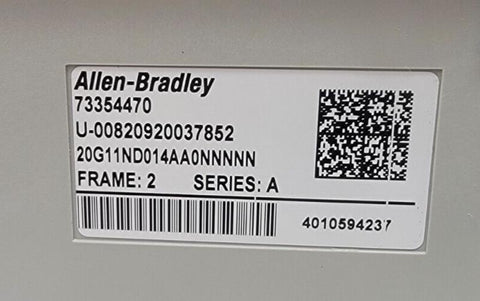 Allen-Bradley
73354470
U-00820920037852
20G11ND014AA0NNNNN
FRAME: 2 SERIES: A
4010594237